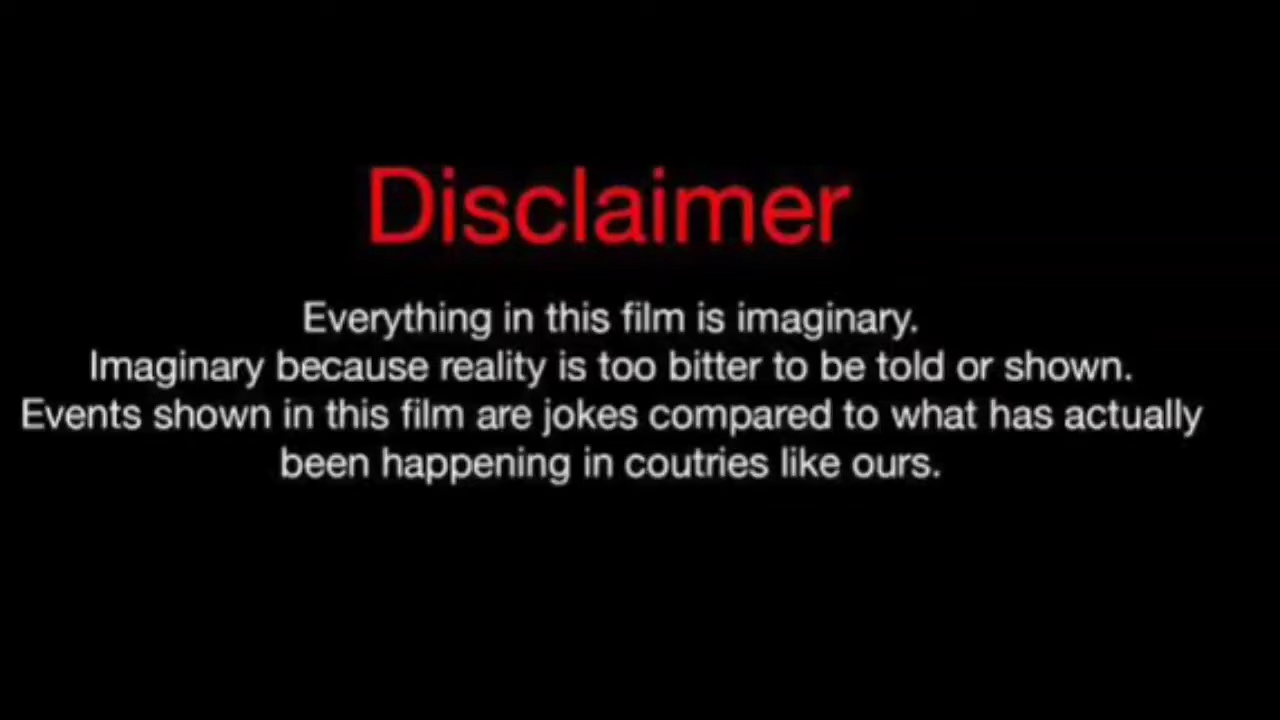 Disclaimer
Everything in this film is imaginary.
Imaginary because reality is too bitter to be told or shown.
Events shown in this film are jokes compared to what has actually
been happening in coutries like ours.